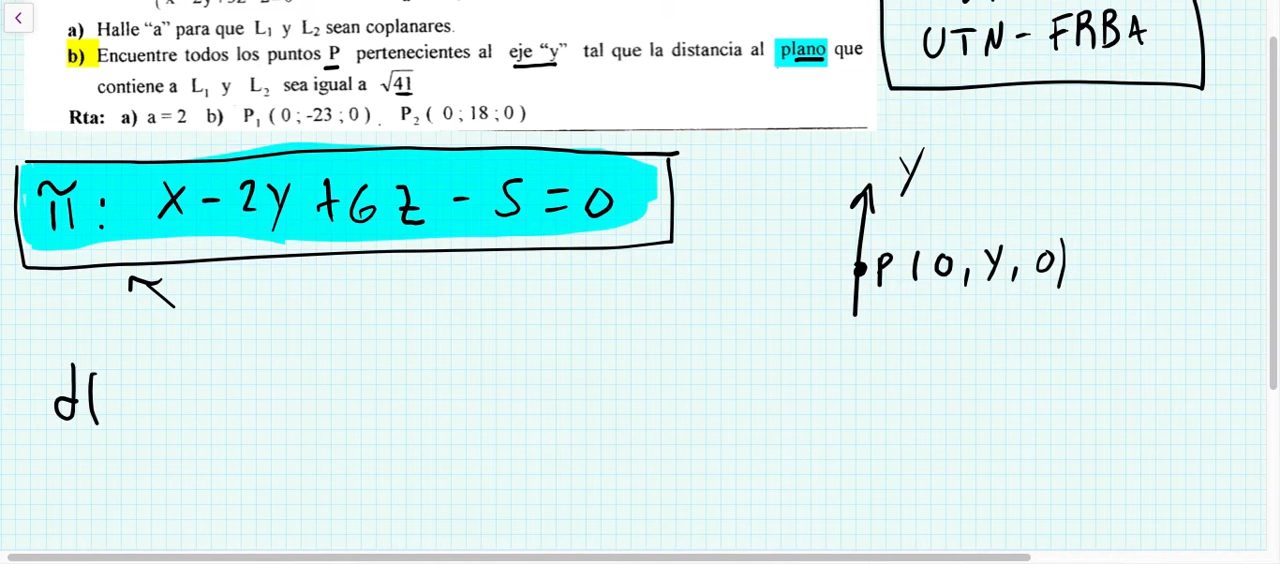 a) Halle “a” para que L₁ y L₂ sean coplanares.
b) Encuentre todos los puntos P pertenecientes al eje “y” tal que la distancia al plano que
contiene a L₁ y L₂ sea igual a √41
Rta: a) a = 2 b) P₁ ( 0 ; -23 ; 0 ) . P₂ ( 0 ; 18 ; 0 )
UTN - FRBA
π: x - 2y + 6z - 5 = 0
y
P(0, y, 0)
d(